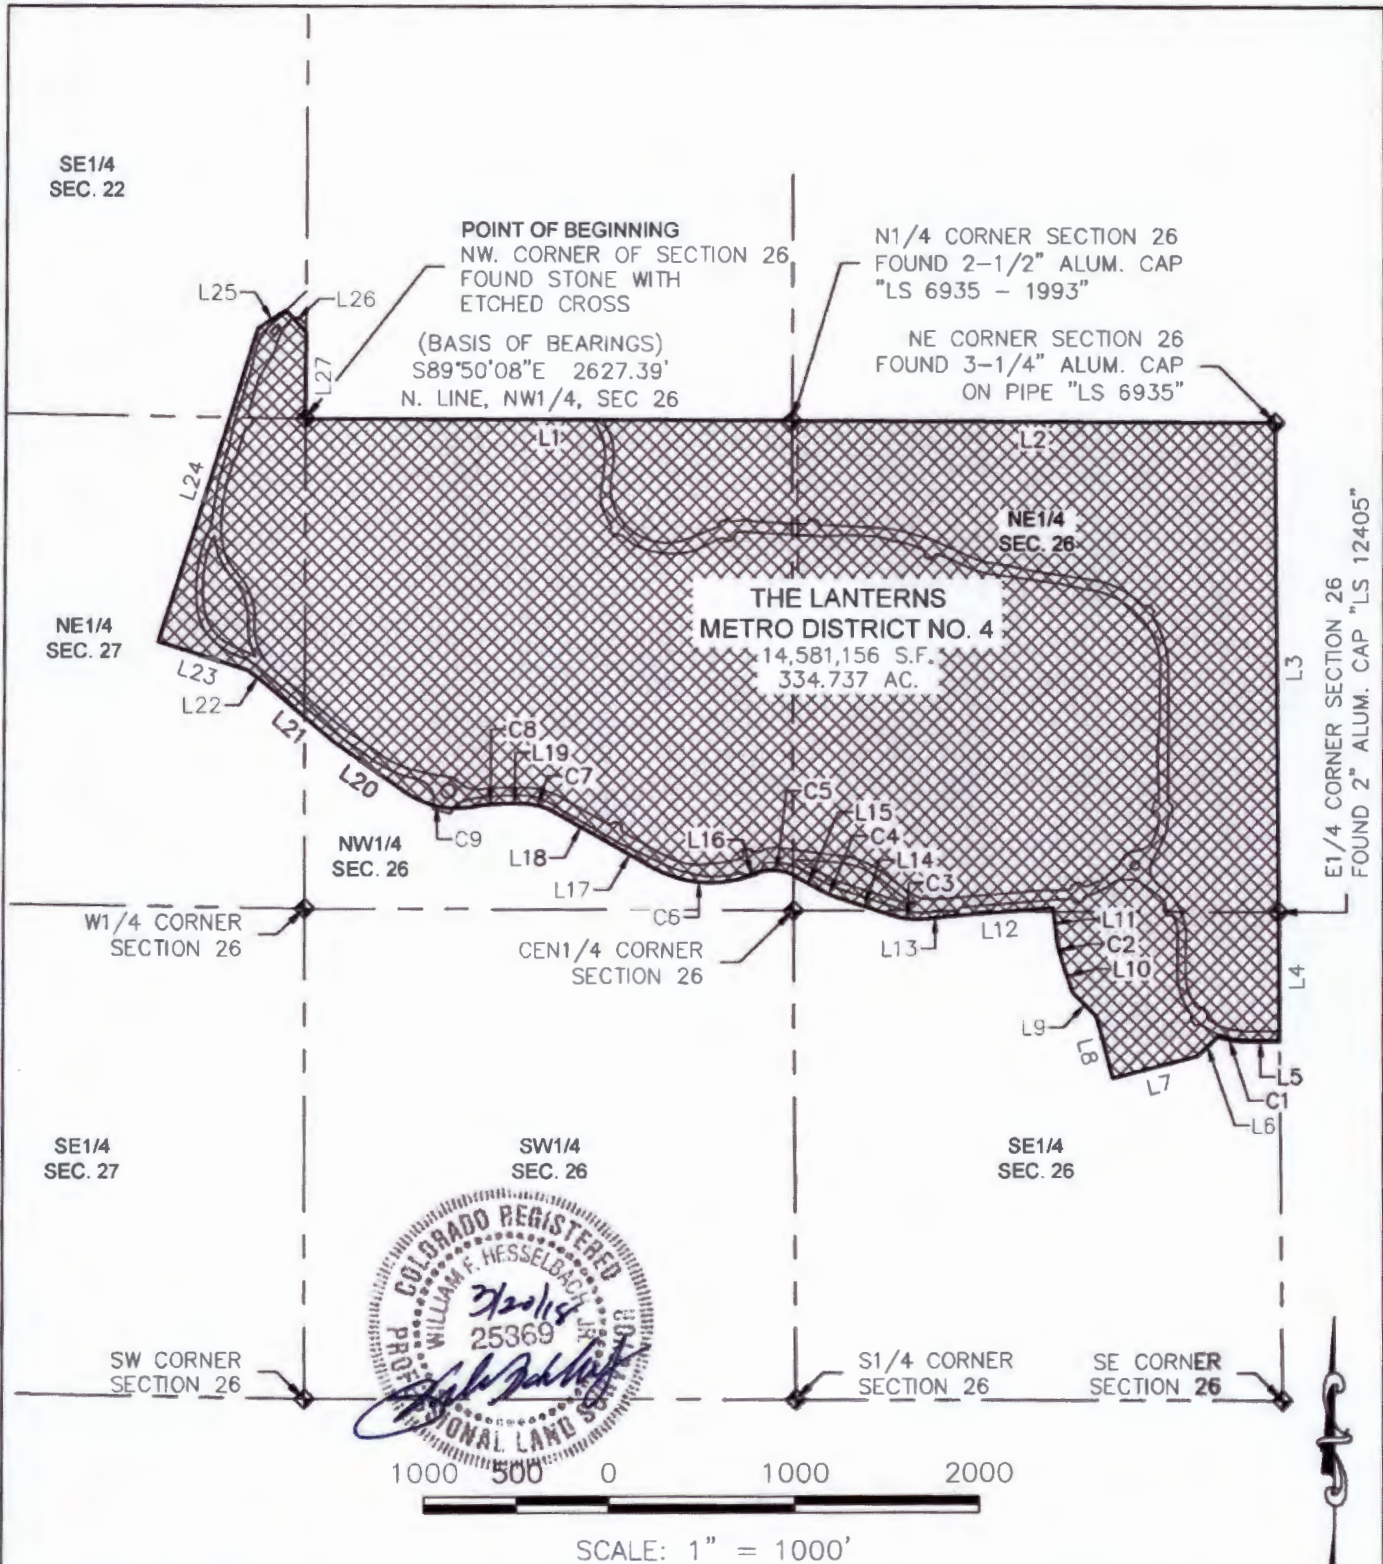 SE1/4
SEC. 22
POINT OF BEGINNING
NW. CORNER OF SECTION 26
FOUND STONE WITH
ETCHED CROSS
(BASIS OF BEARINGS)
S89°50'08"E 2627.39'
N. LINE, NW1/4, SEC 26
N1/4 CORNER SECTION 26
FOUND 2-1/2" ALUM. CAP
"LS 6935 - 1993"
NE CORNER SECTION 26
FOUND 3-1/4" ALUM. CAP
ON PIPE "LS 6935"
L25
L26
L27
L1
L2
L24
NE1/4
SEC. 26
THE LANTERNS
METRO DISTRICT NO. 4
14,581,156 S.F.
334.737 AC.
L3
E1/4 CORNER SECTION 26
FOUND 2" ALUM. CAP "LS 12405"
NE1/4
SEC. 27
L23
L22
L21
L20
C8
L19
C7
C5
L15
C4
L14
C3
L16
C9
NW1/4
SEC. 26
L18
L17
C6
W1/4 CORNER
SECTION 26
CEN1/4 CORNER
SECTION 26
L13
L12
L11
C2
L10
L9
L8
L7
L4
L5
C1
L6
SE1/4
SEC. 27
SW1/4
SEC. 26
SE1/4
SEC. 26
COLORADO REGISTERED
WILLIAM F. HESSELBACH JR.
3/20/18
25369
SW CORNER
SECTION 26
S1/4 CORNER
SECTION 26
SE CORNER
SECTION 26
1000 500 0 1000 2000
SCALE: 1" = 1000'